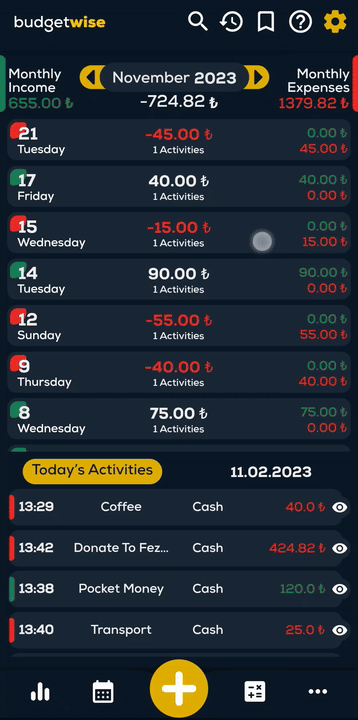 budgetwise
Monthly Income
November 2023
Monthly Expenses
655.00 ₺
-724.82 ₺
1379.82 ₺
21
Tuesday
-45.00 ₺
1 Activities
0.00 ₺
45.00 ₺
17
Friday
40.00 ₺
1 Activities
40.00 ₺
0.00 ₺
15
Wednesday
-15.00 ₺
1 Activities
0.00 ₺
15.00 ₺
14
Tuesday
90.00 ₺
1 Activities
90.00 ₺
0.00 ₺
12
Sunday
-55.00 ₺
1 Activities
0.00 ₺
55.00 ₺
9
Thursday
-40.00 ₺
1 Activities
0.00 ₺
40.00 ₺
8
Wednesday
75.00 ₺
1 Activities
75.00 ₺
0.00 ₺
Today's Activities 11.02.2023
13:29 Coffee Cash 40.0 ₺
13:42 Donate To Fez... Cash 424.82 ₺
13:38 Pocket Money Cash 120.0 ₺
13:40 Transport Cash 25.0 ₺